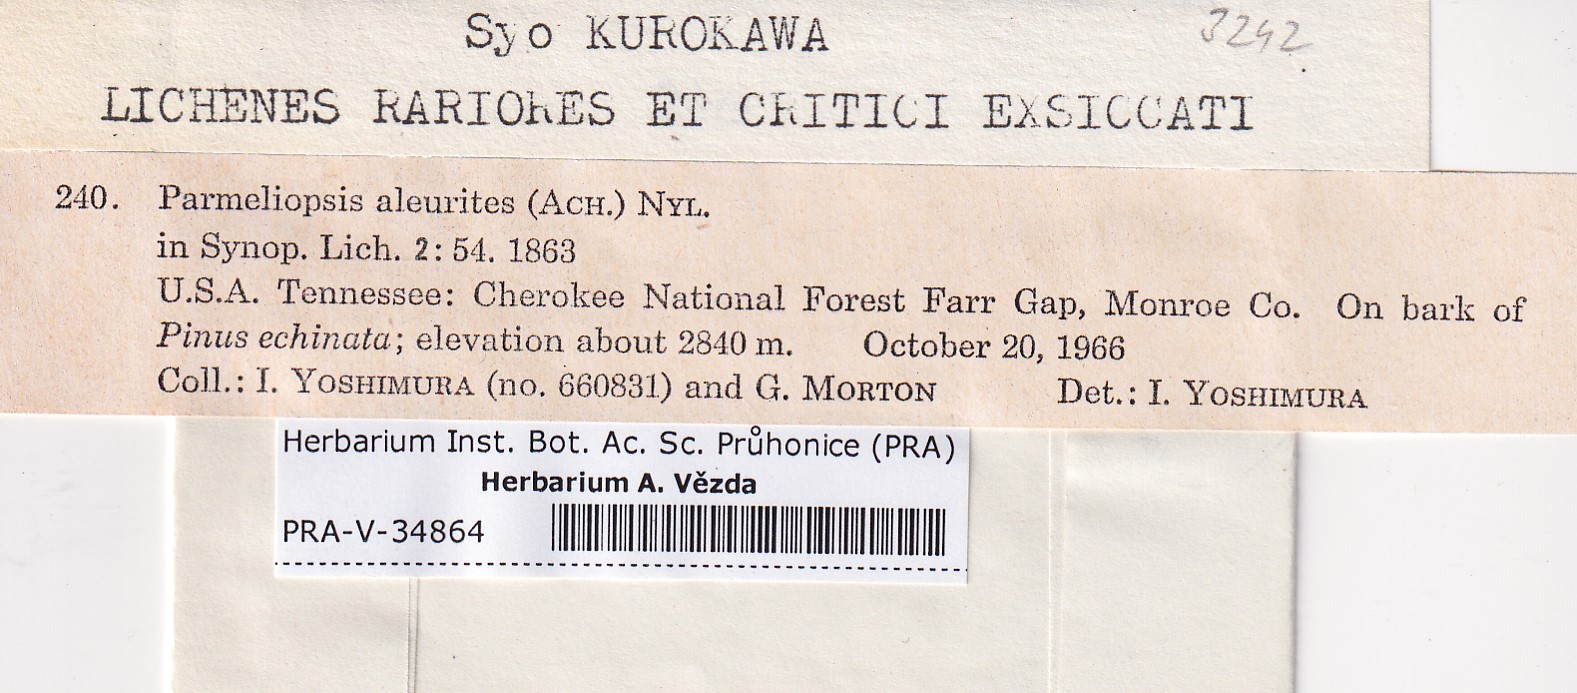 3242
Syo KUROKAWA
LICHENES RARIORES ET CRITICI EXSICCATI
240. Parmeliopsis aleurites (ACH.) NYL.
in Synop. Lich. 2: 54. 1863
U.S.A. Tennessee: Cherokee National Forest Farr Gap, Monroe Co. On bark of
Pinus echinata; elevation about 2840 m. October 20, 1966
Coll.: I. YOSHIMURA (no. 660831) and G. MORTON Det.: I. YOSHIMURA
Herbarium Inst. Bot. Ac. Sc. Průhonice (PRA)
Herbarium A. Vězda
PRA-V-34864